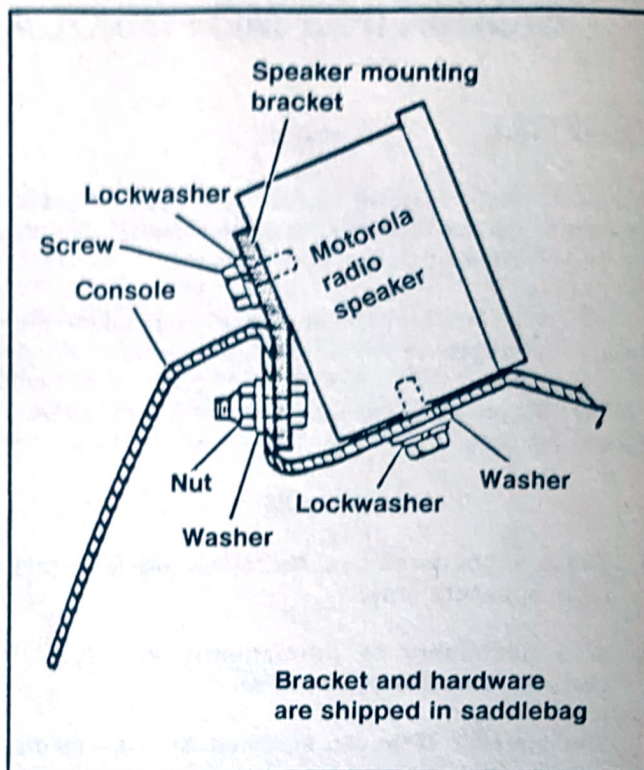 Speaker mounting
bracket
Lockwasher
Screw
Console
Motorola
radio
speaker
Nut
Washer
Lockwasher
Washer
Bracket and hardware
are shipped in saddlebag